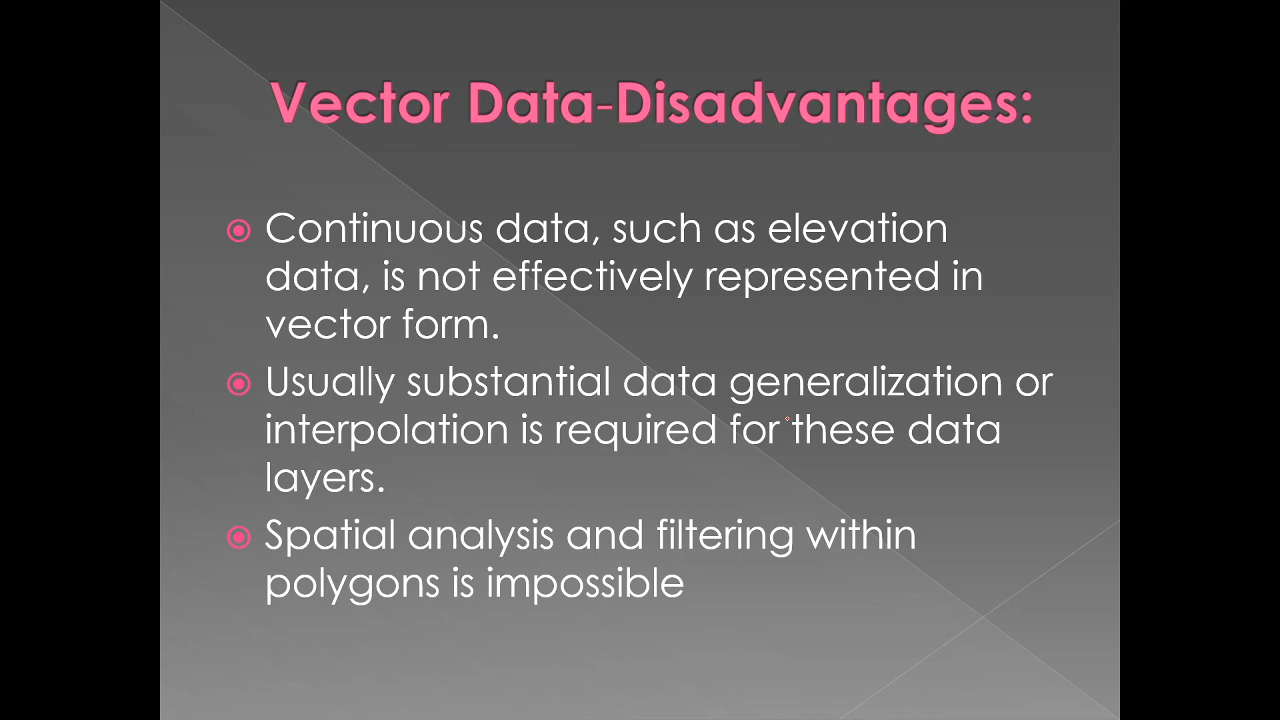 Vector Data-Disadvantages:
Continuous data, such as elevation
data, is not effectively represented in
vector form.
Usually substantial data generalization or
interpolation is required for these data
layers.
Spatial analysis and filtering within
polygons is impossible